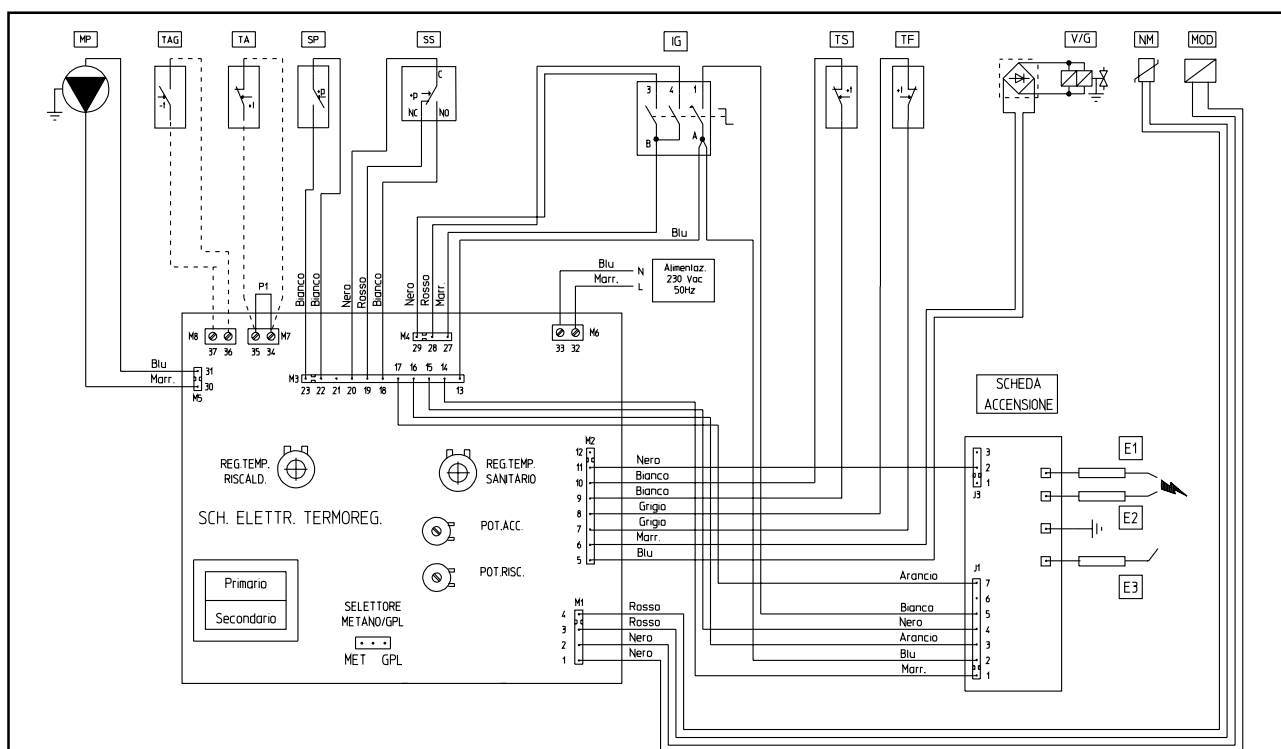 MP TAG TA SP SS IG TS TF V/G NM MOD
-t +t +p C +p NC NO
3 4 1
B A
+t +t
Blu
Bianco Bianco Nero Rosso Bianco Nero Rosso Marr.
Blu N
Marr. L
Alimentaz.
230 Vac
50Hz
P1
M8 37 36
35 34 M7
M4 29 28 27
33 32 M6
Blu 31
Marr. 30
M5
17 16 15 14
M3 23 22 21 20 19 18 13
SCHEDA
ACCENSIONE
REG.TEMP.
RISCALD.
REG.TEMP.
SANITARIO
SCH. ELETTR. TERMOREG.
POT.ACC.
POT.RISC.
Primario
Secondario
SELETTORE
METANO/GPL
MET GPL
M2
12
11 Nero
10 Bianco
9 Bianco
8 Grigio
7 Grigio
6 Marr.
5 Blu
M1
4 Rosso
3 Rosso
2 Nero
1 Nero
3
2
1
J3
E1
E2
E3
J1
Arancio 7
6
Bianco 5
Nero 4
Arancio 3
Blu 2
Marr. 1